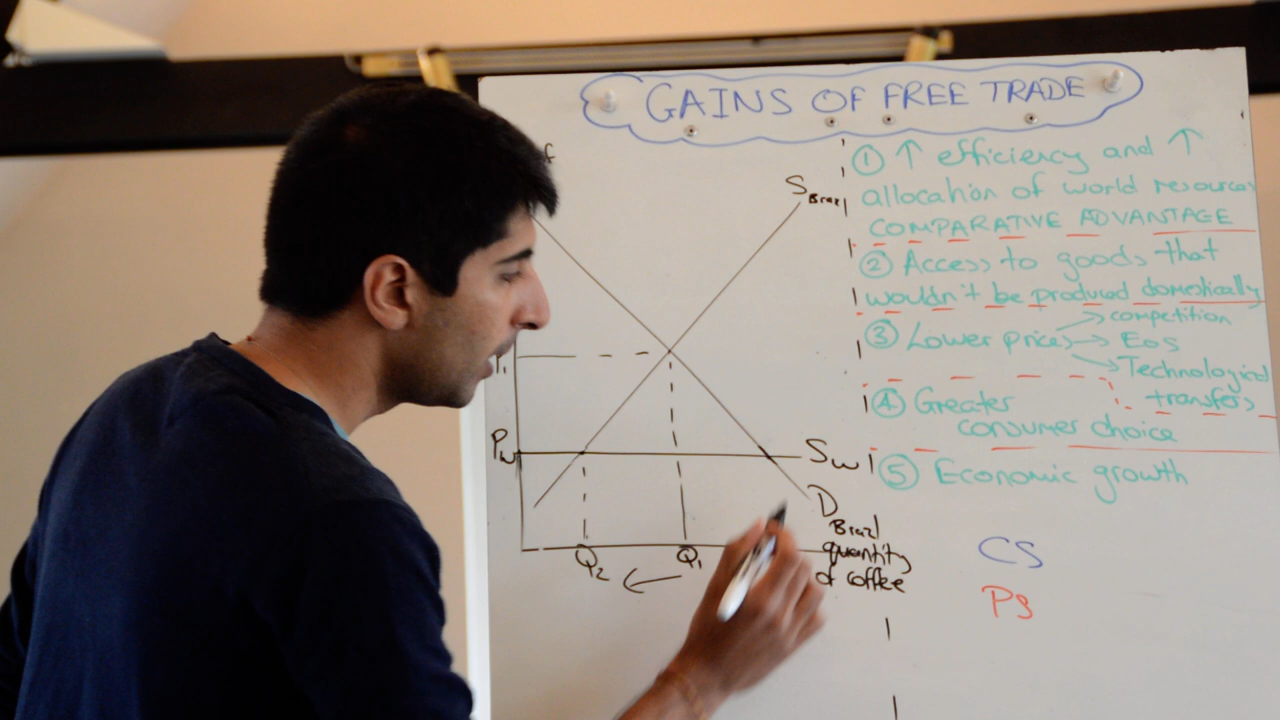 GAINS OF FREE TRADE
① ↑ efficiency and ↑
allocation of world resources
COMPARATIVE ADVANTAGE
② Access to goods that
wouldn't be produced domestically
③ Lower prices → competition
→ EoS
→ Technological
transfers
④ Greater
consumer choice
⑤ Economic growth
CS
PS
S Brazil
P1
Pw
Sw
D Brazil
Q2
Q1
quantity
of coffee